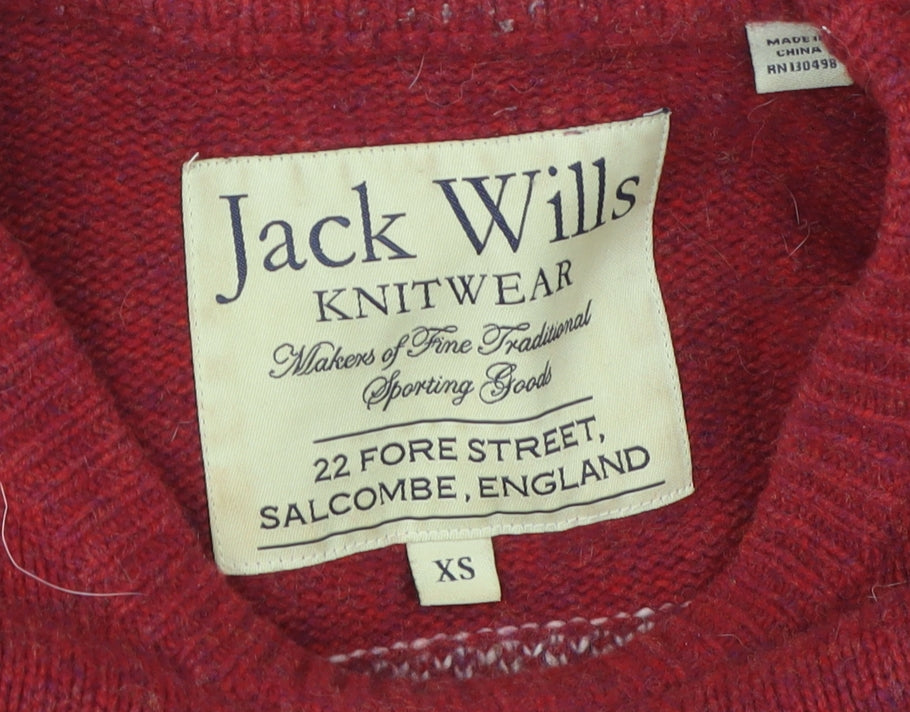 MADE IN
CHINA
RN130498
Jack Wills
KNITWEAR
Makers of Fine Traditional
Sporting Goods
22 FORE STREET,
SALCOMBE, ENGLAND
XS